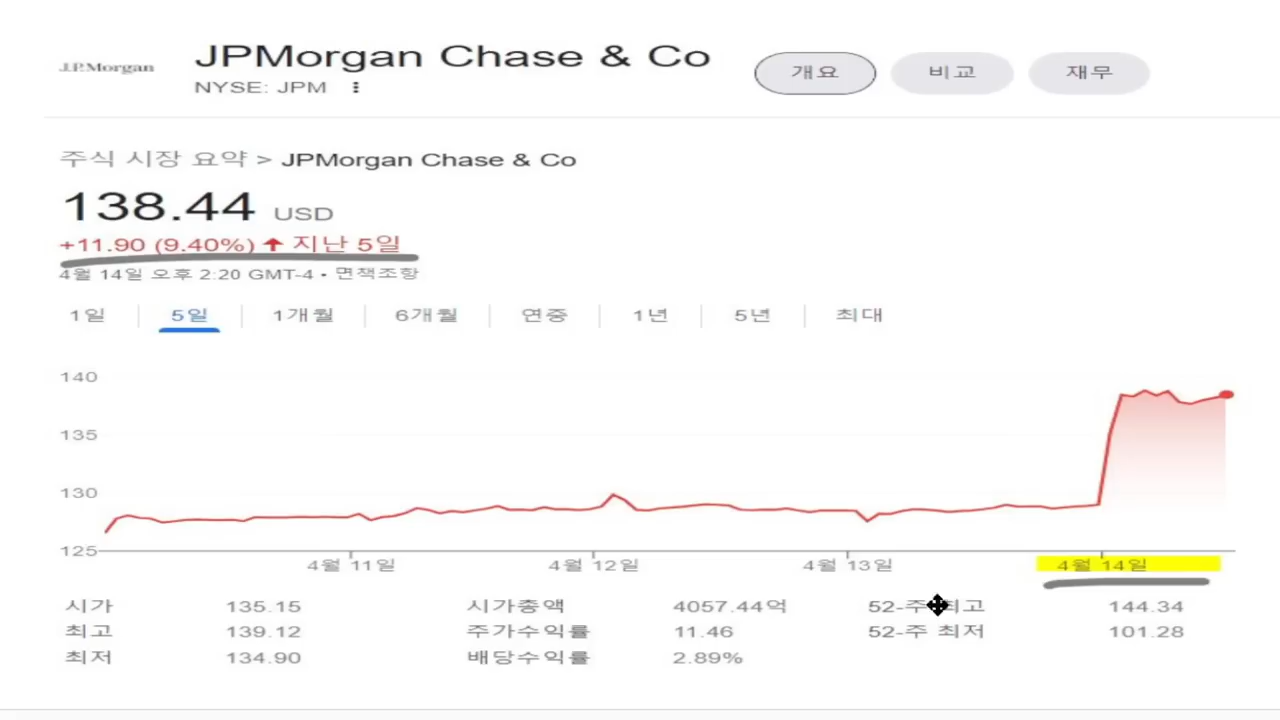 J.P.Morgan
JPMorgan Chase & Co
NYSE: JPM
개요 비교 재무
주식 시장 요약 > JPMorgan Chase & Co
138.44 USD
+11.90 (9.40%) ↑ 지난 5일
4월 14일 오후 2:20 GMT-4 • 면책조항
1일 5일 1개월 6개월 연중 1년 5년 최대
140
135
130
125
4월 11일 4월 12일 4월 13일 4월 14일
시가 135.15 시가총액 4057.44억 52-주 최고 144.34
최고 139.12 주가수익률 11.46 52-주 최저 101.28
최저 134.90 배당수익률 2.89%